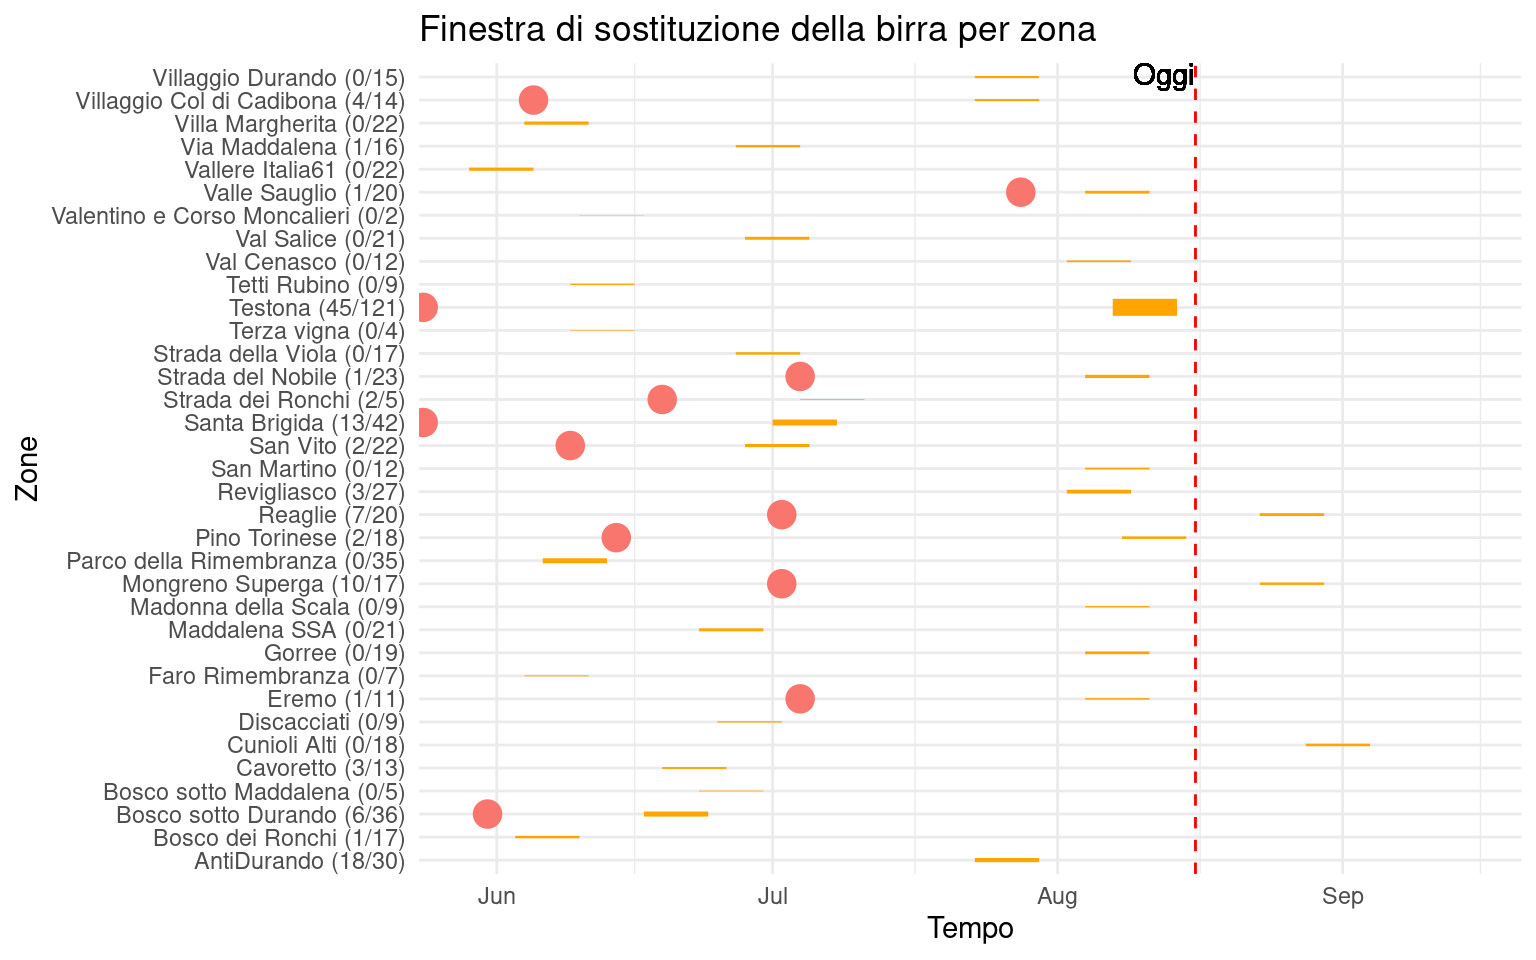 Finestra di sostituzione della birra per zona
Oggi
Villaggio Durando (0/15)
Villaggio Col di Cadibona (4/14)
Villa Margherita (0/22)
Via Maddalena (1/16)
Vallere Italia61 (0/22)
Valle Sauglio (1/20)
Valentino e Corso Moncalieri (0/2)
Val Salice (0/21)
Val Cenasco (0/12)
Tetti Rubino (0/9)
Testona (45/121)
Terza vigna (0/4)
Strada della Viola (0/17)
Strada del Nobile (1/23)
Strada dei Ronchi (2/5)
Santa Brigida (13/42)
San Vito (2/22)
San Martino (0/12)
Revigliasco (3/27)
Reaglie (7/20)
Pino Torinese (2/18)
Parco della Rimembranza (0/35)
Mongreno Superga (10/17)
Madonna della Scala (0/9)
Maddalena SSA (0/21)
Gorree (0/19)
Faro Rimembranza (0/7)
Eremo (1/11)
Discacciati (0/9)
Cunioli Alti (0/18)
Cavoretto (3/13)
Bosco sotto Maddalena (0/5)
Bosco sotto Durando (6/36)
Bosco dei Ronchi (1/17)
AntiDurando (18/30)
Zone
Jun Jul Aug Sep
Tempo